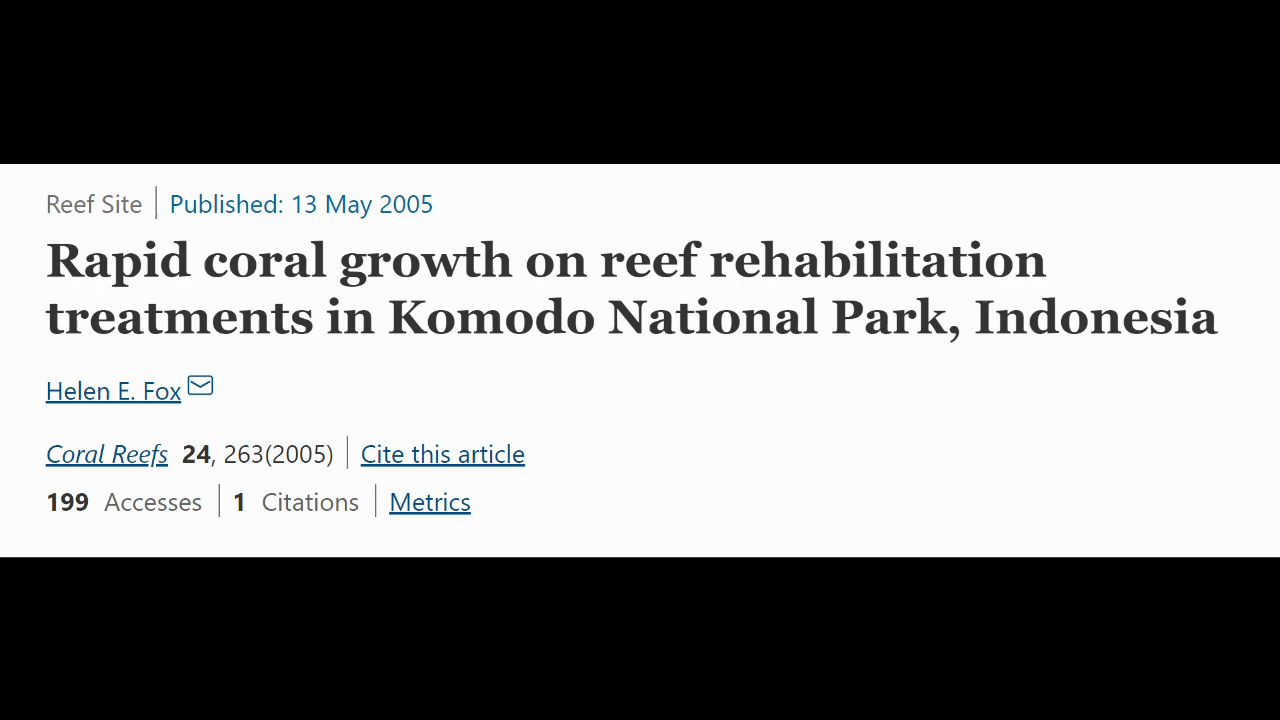 Reef Site | Published: 13 May 2005
Rapid coral growth on reef rehabilitation
treatments in Komodo National Park, Indonesia
Helen E. Fox
Coral Reefs 24, 263(2005) | Cite this article
199 Accesses | 1 Citations | Metrics